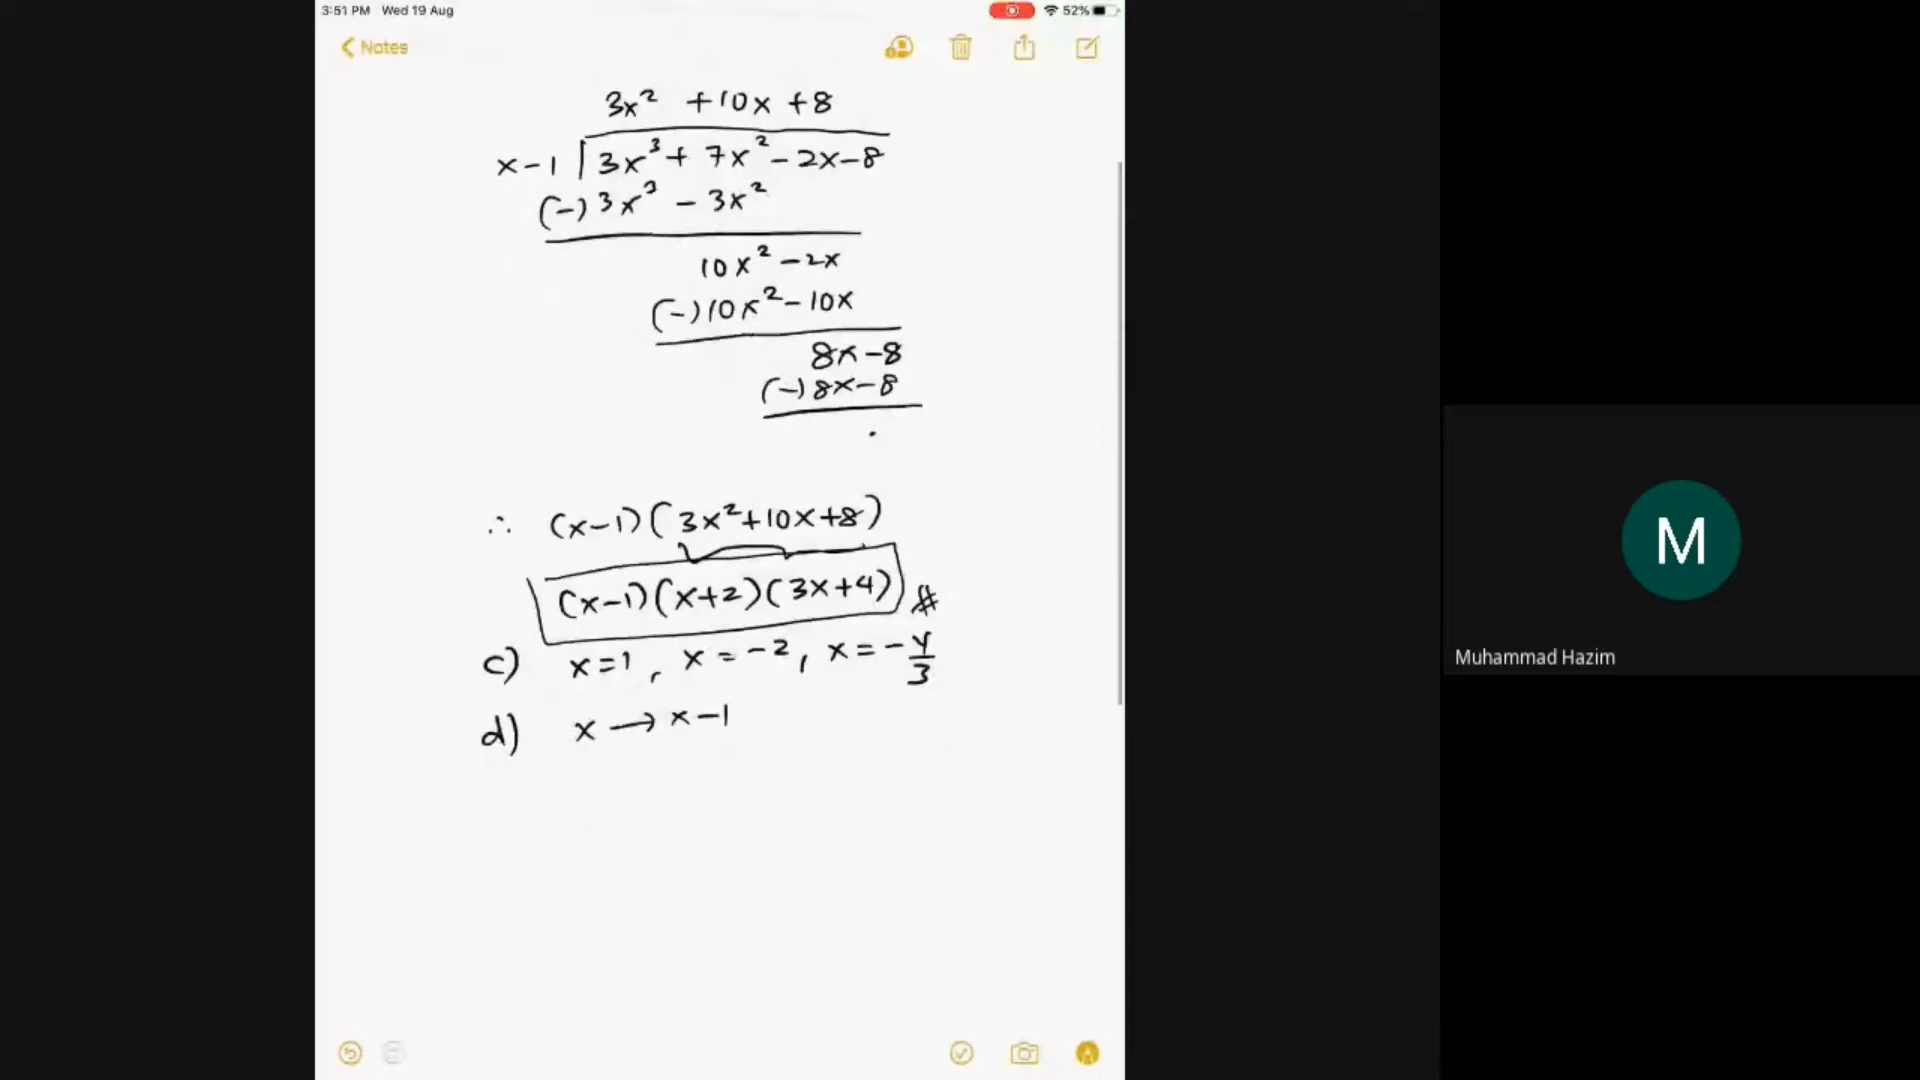 3:51 PM Wed 19 Aug 52%
Notes
3x² +10x +8
x-1 3x³ + 7x² - 2x - 8
(-) 3x³ - 3x²
10x² - 2x
(-) 10x² - 10x
8x - 8
(-) 8x - 8
∴ (x-1)(3x²+10x+8)
(x-1)(x+2)(3x+4) #
c) x=1, x=-2, x=-4/3
d) x → x-1
M
Muhammad Hazim